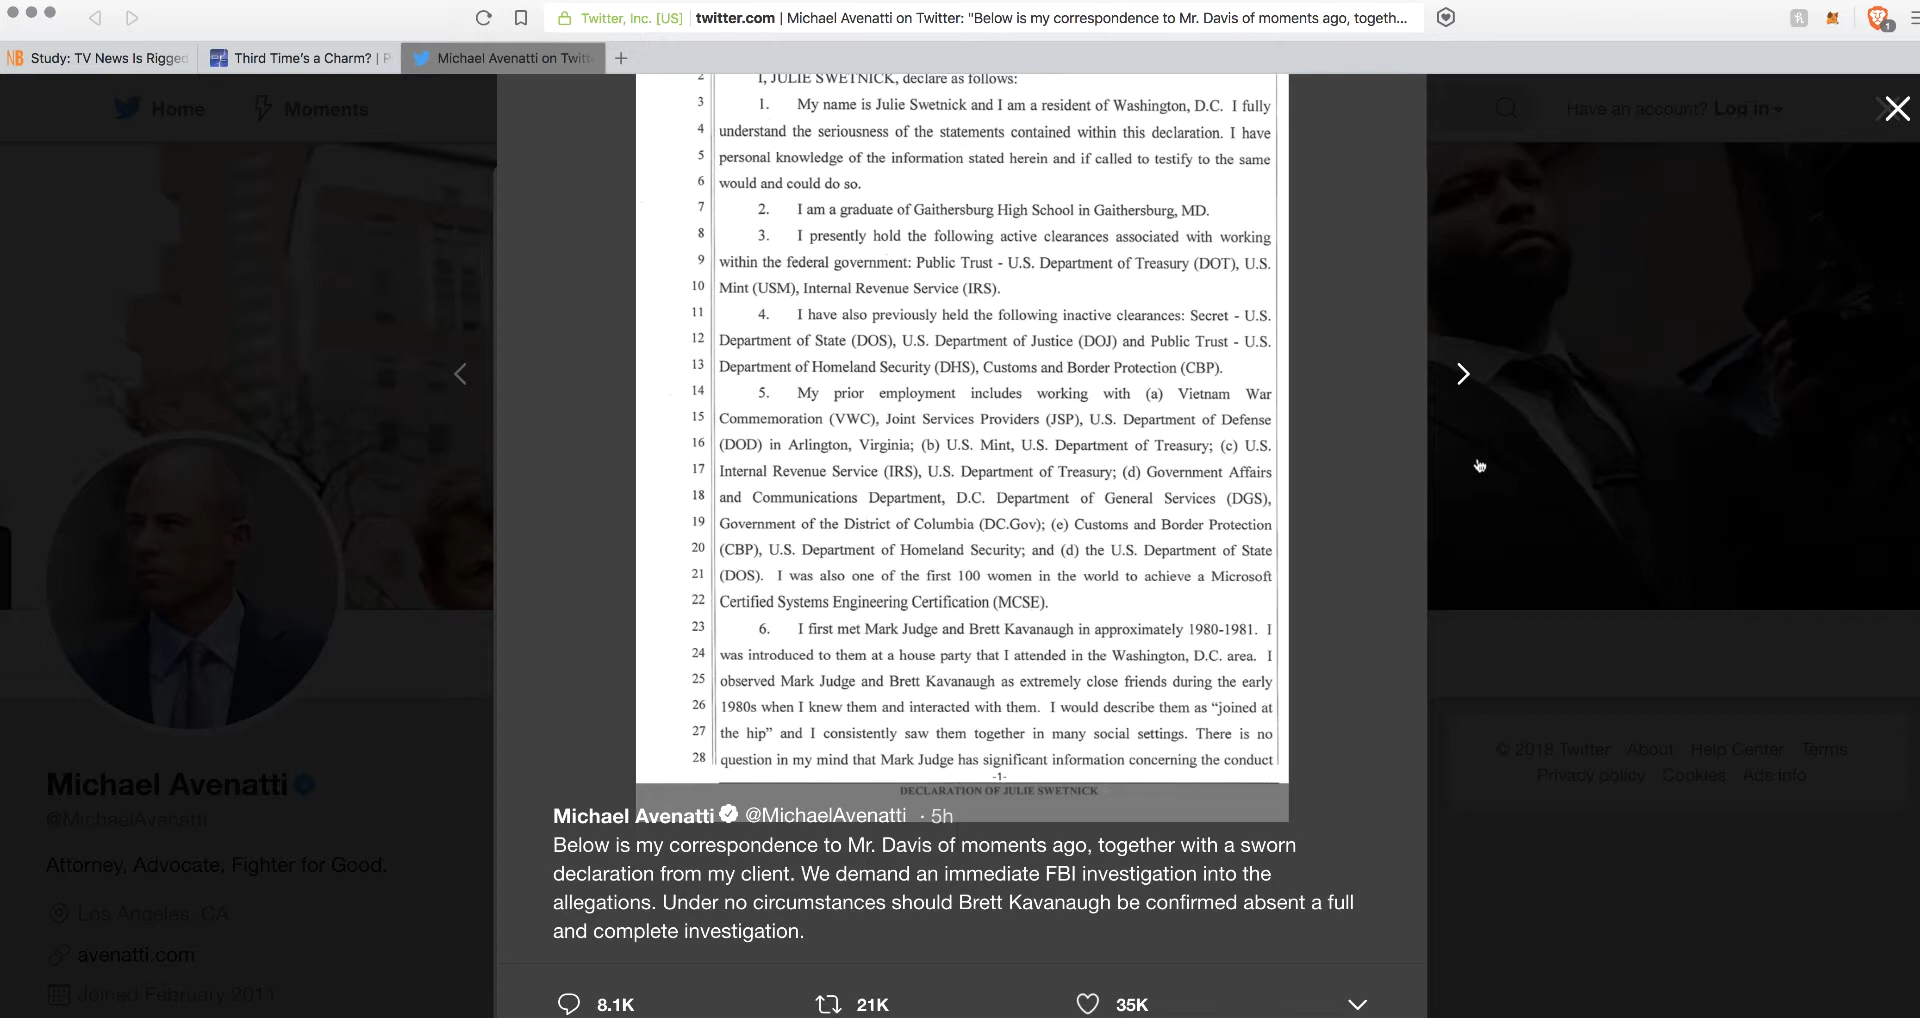 Twitter, Inc. [US] | twitter.com | Michael Avenatti on Twitter: "Below is my correspondence to Mr. Davis of moments ago, togeth...
1
Study: TV News Is Rigged
Third Time's a Charm? | P
Michael Avenatti on Twitt
Home
Moments
Have an account? Log in
2 I, JULIE SWETNICK, declare as follows:
3 1. My name is Julie Swetnick and I am a resident of Washington, D.C. I fully
4 understand the seriousness of the statements contained within this declaration. I have
5 personal knowledge of the information stated herein and if called to testify to the same
6 would and could do so.
7 2. I am a graduate of Gaithersburg High School in Gaithersburg, MD.
8 3. I presently hold the following active clearances associated with working
9 within the federal government: Public Trust - U.S. Department of Treasury (DOT), U.S.
10 Mint (USM), Internal Revenue Service (IRS).
11 4. I have also previously held the following inactive clearances: Secret - U.S.
12 Department of State (DOS), U.S. Department of Justice (DOJ) and Public Trust - U.S.
13 Department of Homeland Security (DHS), Customs and Border Protection (CBP).
14 5. My prior employment includes working with (a) Vietnam War
15 Commemoration (VWC), Joint Services Providers (JSP), U.S. Department of Defense
16 (DOD) in Arlington, Virginia; (b) U.S. Mint, U.S. Department of Treasury; (c) U.S.
17 Internal Revenue Service (IRS), U.S. Department of Treasury; (d) Government Affairs
18 and Communications Department, D.C. Department of General Services (DGS),
19 Government of the District of Columbia (DC.Gov); (e) Customs and Border Protection
20 (CBP), U.S. Department of Homeland Security; and (d) the U.S. Department of State
21 (DOS). I was also one of the first 100 women in the world to achieve a Microsoft
22 Certified Systems Engineering Certification (MCSE).
23 6. I first met Mark Judge and Brett Kavanaugh in approximately 1980-1981. I
24 was introduced to them at a house party that I attended in the Washington, D.C. area. I
25 observed Mark Judge and Brett Kavanaugh as extremely close friends during the early
26 1980s when I knew them and interacted with them. I would describe them as "joined at
27 the hip" and I consistently saw them together in many social settings. There is no
28 question in my mind that Mark Judge has significant information concerning the conduct
-1-
DECLARATION OF JULIE SWETNICK
Michael Avenatti @MichaelAvenatti · 5h
Below is my correspondence to Mr. Davis of moments ago, together with a sworn
declaration from my client. We demand an immediate FBI investigation into the
allegations. Under no circumstances should Brett Kavanaugh be confirmed absent a full
and complete investigation.
8.1K 21K 35K
Michael Avenatti
@MichaelAvenatti
Attorney, Advocate, Fighter for Good.
Los Angeles, CA
avenatti.com
Joined February 2011
© 2018 Twitter About Help Center Terms
Privacy policy Cookies Ads info